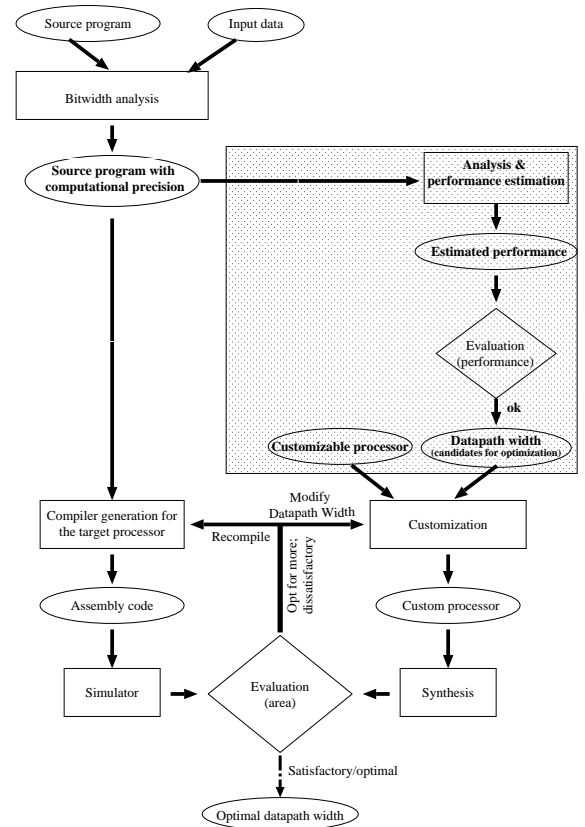 Source program
Input data
Bitwidth analysis
Source program with
computational precision
Analysis &
performance estimation
Estimated performance
Evaluation
(performance)
ok
Customizable processor
Datapath width
(candidates for optimization)
Compiler generation for
the target processor
Modify
Datapath Width
Recompile
Customization
Opt for more;
dissatisfactory
Assembly code
Custom processor
Simulator
Evaluation
(area)
Synthesis
Satisfactory/optimal
Optimal datapath width